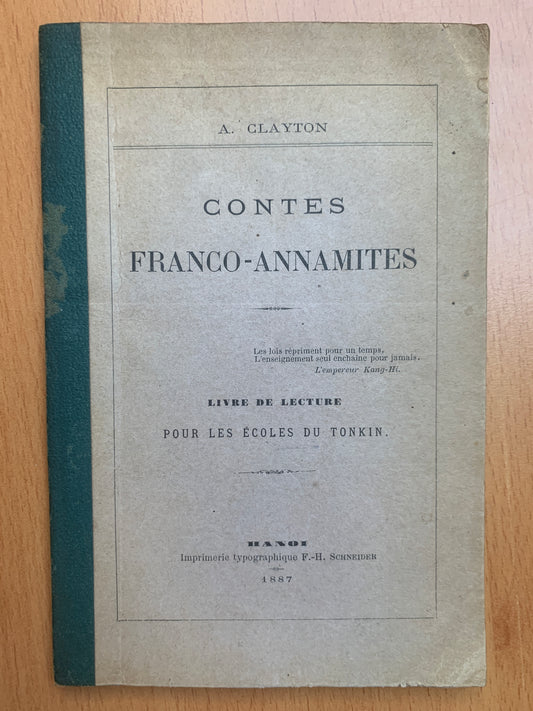 A. CLAYTON
CONTES
FRANCO-ANNAMITES
Les lois répriment pour un temps,
L'enseignement seul enchaine pour jamais.
L'empereur Kang-Hi.
LIVRE DE LECTURE
POUR LES ÉCOLES DU TONKIN.
HANOI
Imprimerie typographique F.-H. SCHNEIDER
1887